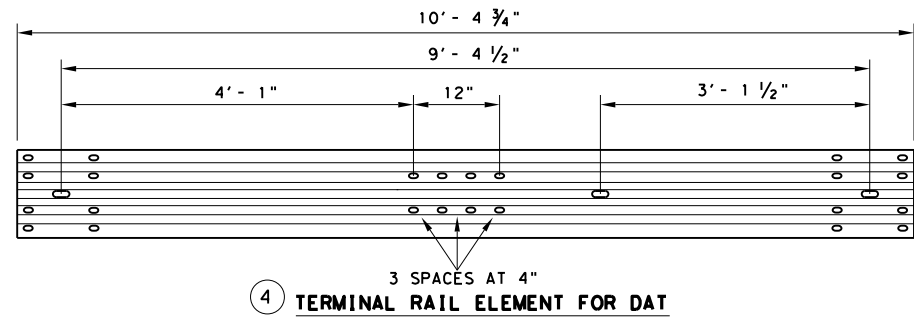 10'- 4 ¾"
9'- 4 ½"
4'- 1"
12"
3'- 1 ½"
3 SPACES AT 4"
4 TERMINAL RAIL ELEMENT FOR DAT